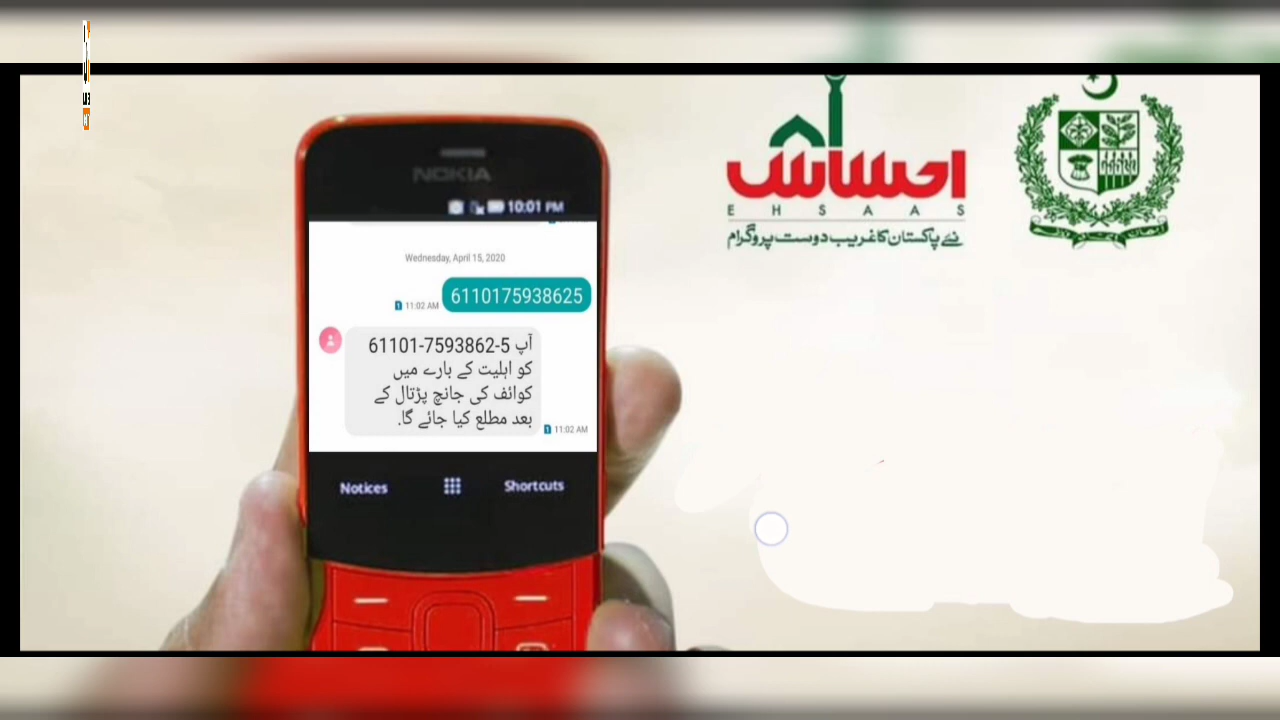 احساس
EHSAAS
نئے پاکستان کا غریب دوست پروگرام
NOKIA
10:01 PM
Wednesday, April 15, 2020
6110175938625
11:02 AM
آپ 61101-7593862-5
کو اہلیت کے بارے میں
کوائف کی جانچ پڑتال کے
بعد مطلع کیا جائے گا.
11:02 AM
Notices
Shortcuts